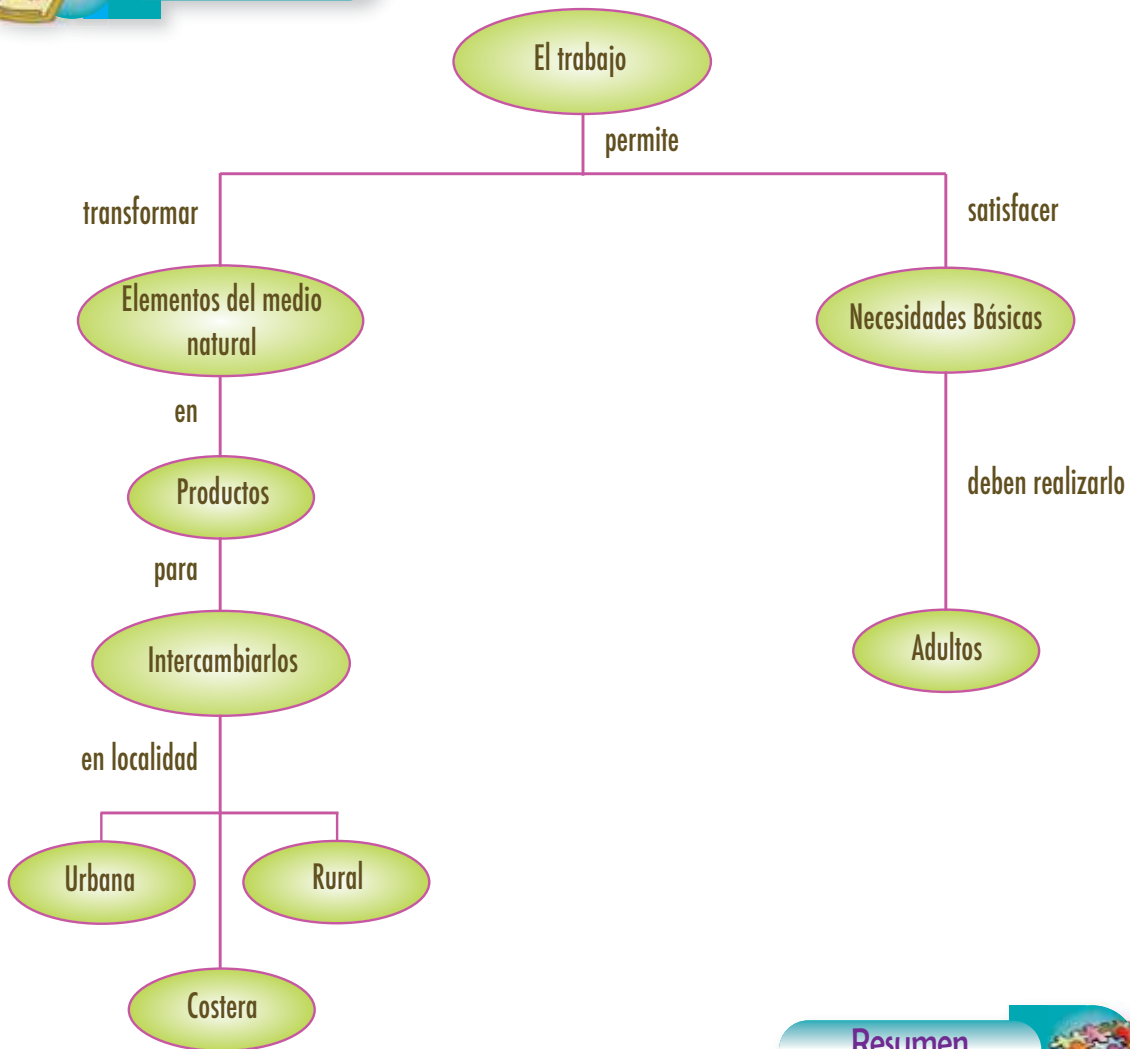 El trabajo
permite
transformar
satisfacer
Elementos del medio
natural
Necesidades Básicas
en
Productos
deben realizarlo
para
Intercambiarlos
Adultos
en localidad
Urbana
Rural
Costera
Resumen